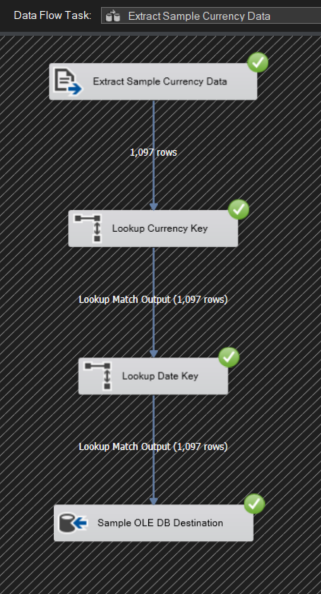 Data Flow Task: Extract Sample Currency Data
Extract Sample Currency Data
1,097 rows
Lookup Currency Key
Lookup Match Output (1,097 rows)
Lookup Date Key
Lookup Match Output (1,097 rows)
Sample OLE DB Destination